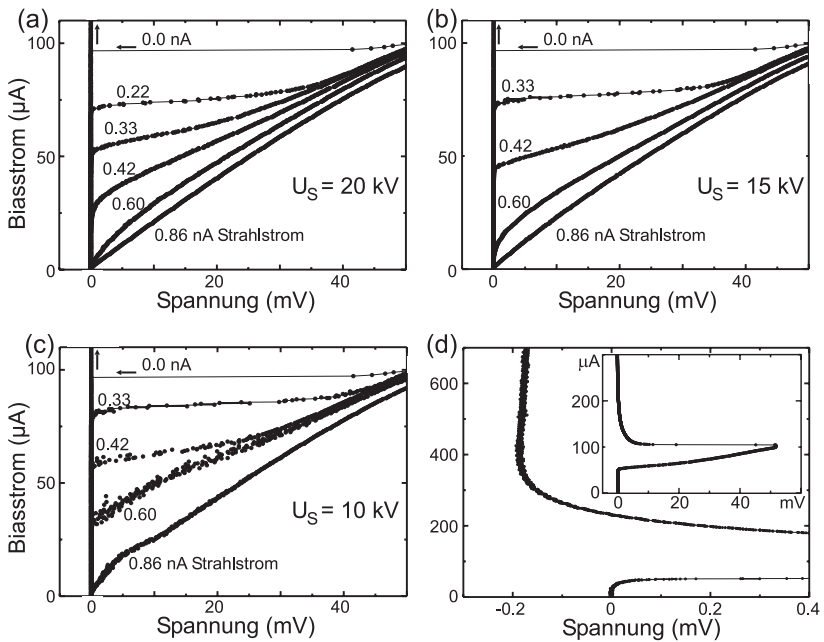 (a)
100
50
0
Biasstrom (µA)
0.0 nA
0.22
0.33
0.42
0.60
U_S = 20 kV
0.86 nA Strahlstrom
0 20 40
Spannung (mV)
(b)
100
50
0
0.0 nA
0.33
0.42
0.60
U_S = 15 kV
0.86 nA Strahlstrom
0 20 40
Spannung (mV)
(c)
100
50
0
Biasstrom (µA)
0.0 nA
0.33
0.42
0.60
U_S = 10 kV
0.86 nA Strahlstrom
0 20 40
Spannung (mV)
(d)
600
400
200
0
-0.2 0 0.2 0.4
Spannung (mV)
µA
200
100
0
0 20 40 mV